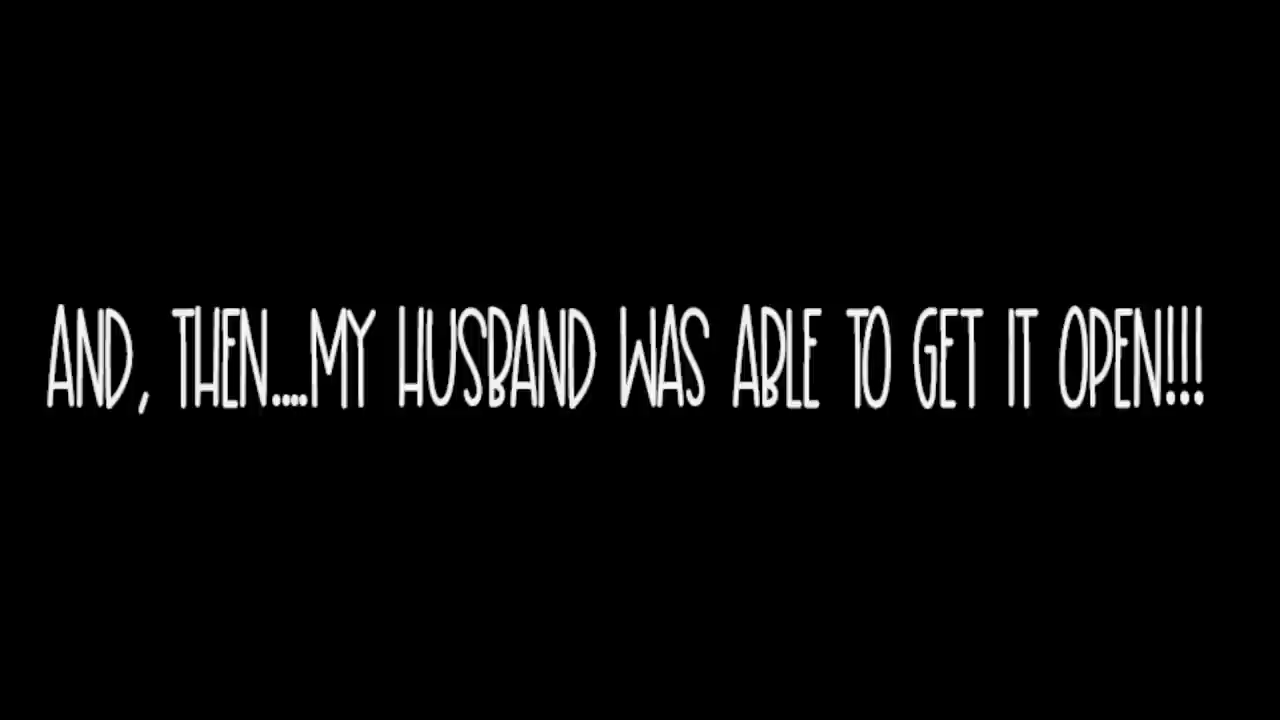 AND, THEN....MY HUSBAND WAS ABLE TO GET IT OPEN!!!